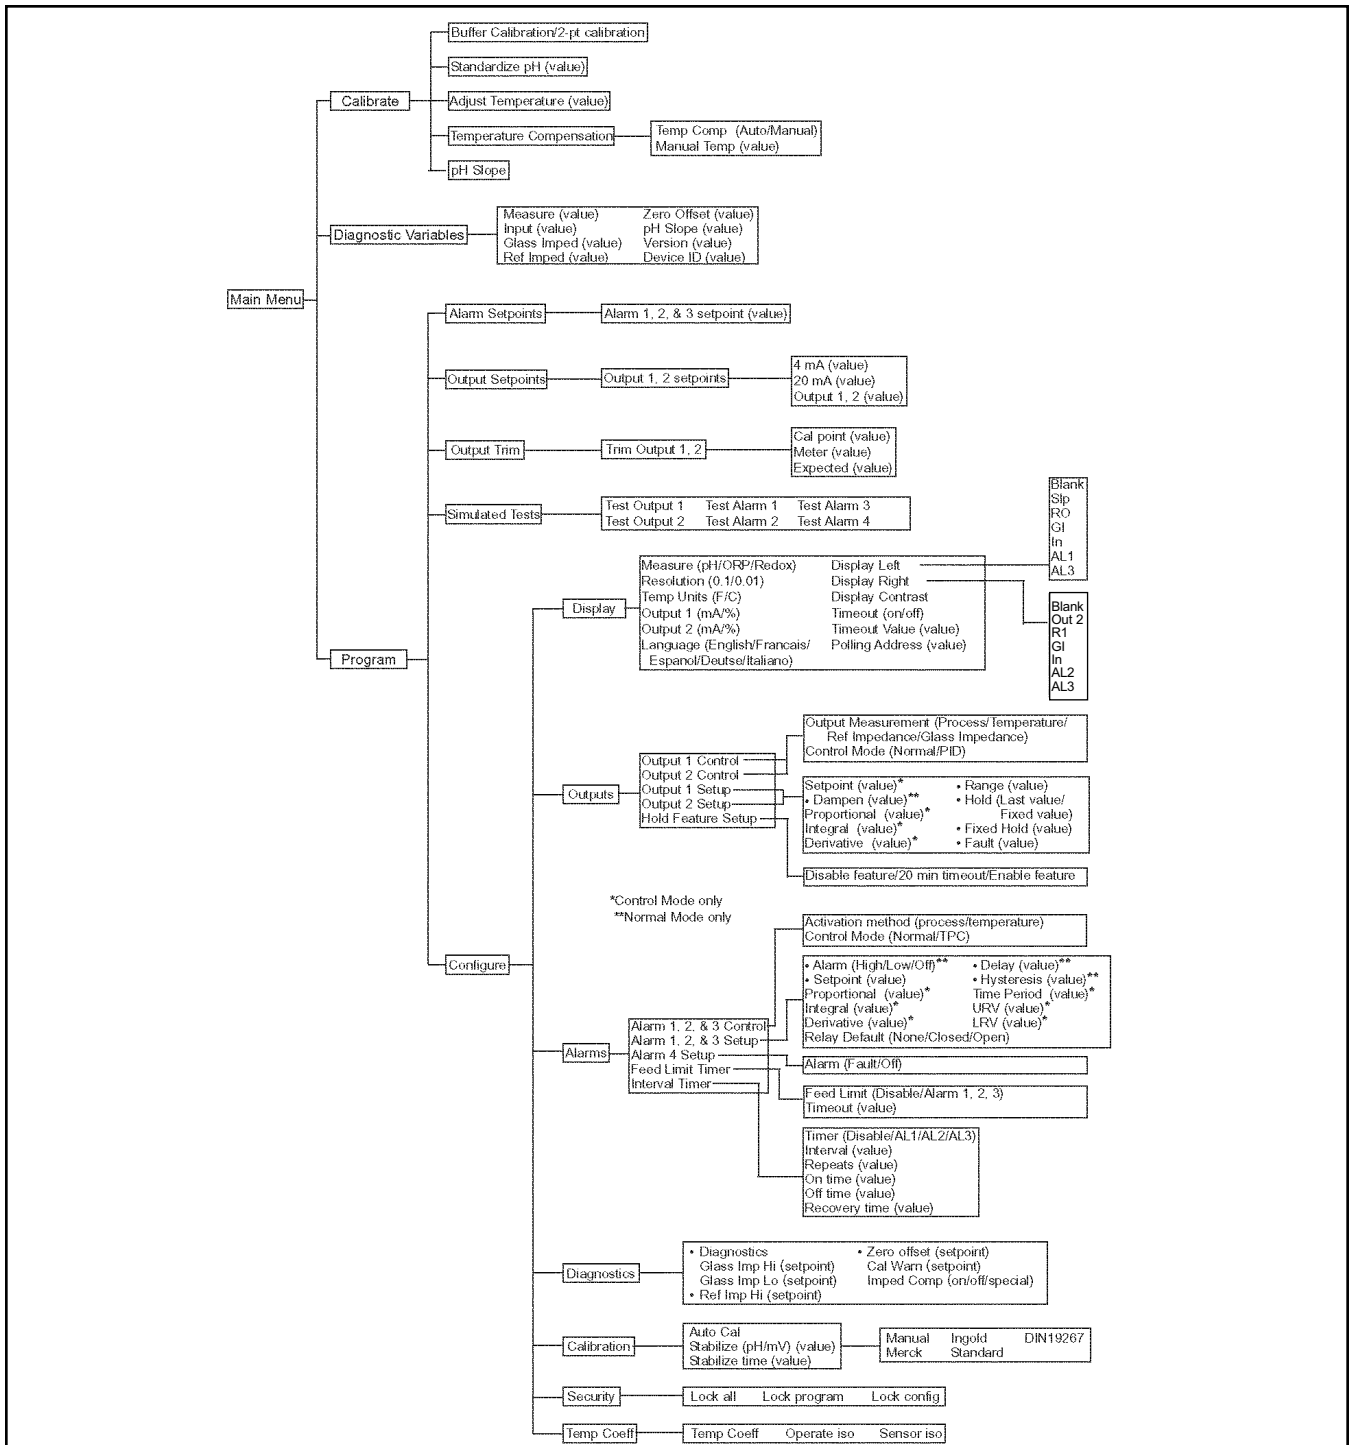 Buffer Calibration/2-pt calibration
Standardize pH (value)
Calibrate
Adjust Temperature (value)
Temperature Compensation
Temp Comp (Auto/Manual)
Manual Temp (value)
pH Slope
Diagnostic Variables
Measure (value) Zero Offset (value)
Input (value) pH Slope (value)
Glass Imped (value) Version (value)
Ref Imped (value) Device ID (value)
Main Menu
Alarm Setpoints
Alarm 1, 2, & 3 setpoint (value)
Output Setpoints
Output 1, 2 setpoints
4 mA (value)
20 mA (value)
Output 1, 2 (value)
Output Trim
Trim Output 1, 2
Cal point (value)
Meter (value)
Expected (value)
Simulated Tests
Test Output 1 Test Alarm 1 Test Alarm 3
Test Output 2 Test Alarm 2 Test Alarm 4
Blank
Slp
RO
GI
In
AL1
AL3
Program
Display
Measure (pH/ORP/Redox) Display Left
Resolution (0.1/0.01) Display Right
Temp Units (F/C) Display Contrast
Output 1 (mA/%) Timeout (on/off)
Output 2 (mA/%) Timeout Value (value)
Language (English/Francais/ Polling Address (value)
Espanol/Deutse/Italiano)
Blank
Out 2
R1
GI
In
AL2
AL3
Outputs
Output 1 Control
Output 2 Control
Output 1 Setup
Output 2 Setup
Hold Feature Setup
Output Measurement (Process/Temperature/
Ref Impedance/Glass Impedance)
Control Mode (Normal/PID)
Setpoint (value)* • Range (value)
• Dampen (value)** • Hold (Last value/
Proportional (value)* Fixed value)
Integral (value)* • Fixed Hold (value)
Derivative (value)* • Fault (value)
Disable feature/20 min timeout/Enable feature
*Control Mode only
**Normal Mode only
Configure
Alarms
Alarm 1, 2, & 3 Control
Alarm 1, 2, & 3 Setup
Alarm 4 Setup
Feed Limit Timer
Interval Timer
Activation method (process/temperature)
Control Mode (Normal/TPC)
• Alarm (High/Low/Off)** • Delay (value)**
• Setpoint (value) • Hysteresis (value)**
Proportional (value)* Time Period (value)*
Integral (value)* URV (value)*
Derivative (value)* LRV (value)*
Relay Default (None/Closed/Open)
Alarm (Fault/Off)
Feed Limit (Disable/Alarm 1, 2, 3)
Timeout (value)
Timer (Disable/AL1/AL2/AL3)
Interval (value)
Repeats (value)
On time (value)
Off time (value)
Recovery time (value)
Diagnostics
• Diagnostics • Zero offset (setpoint)
Glass Imp Hi (setpoint) Cal Warn (setpoint)
Glass Imp Lo (setpoint) Imped Comp (on/off/special)
• Ref Imp Hi (setpoint)
Calibration
Auto Cal
Stabilize (pH/mV) (value)
Stabilize time (value)
Manual Ingold DIN19267
Merck Standard
Security
Lock all Lock program Lock config
Temp Coeff
Temp Coeff Operate iso Sensor iso